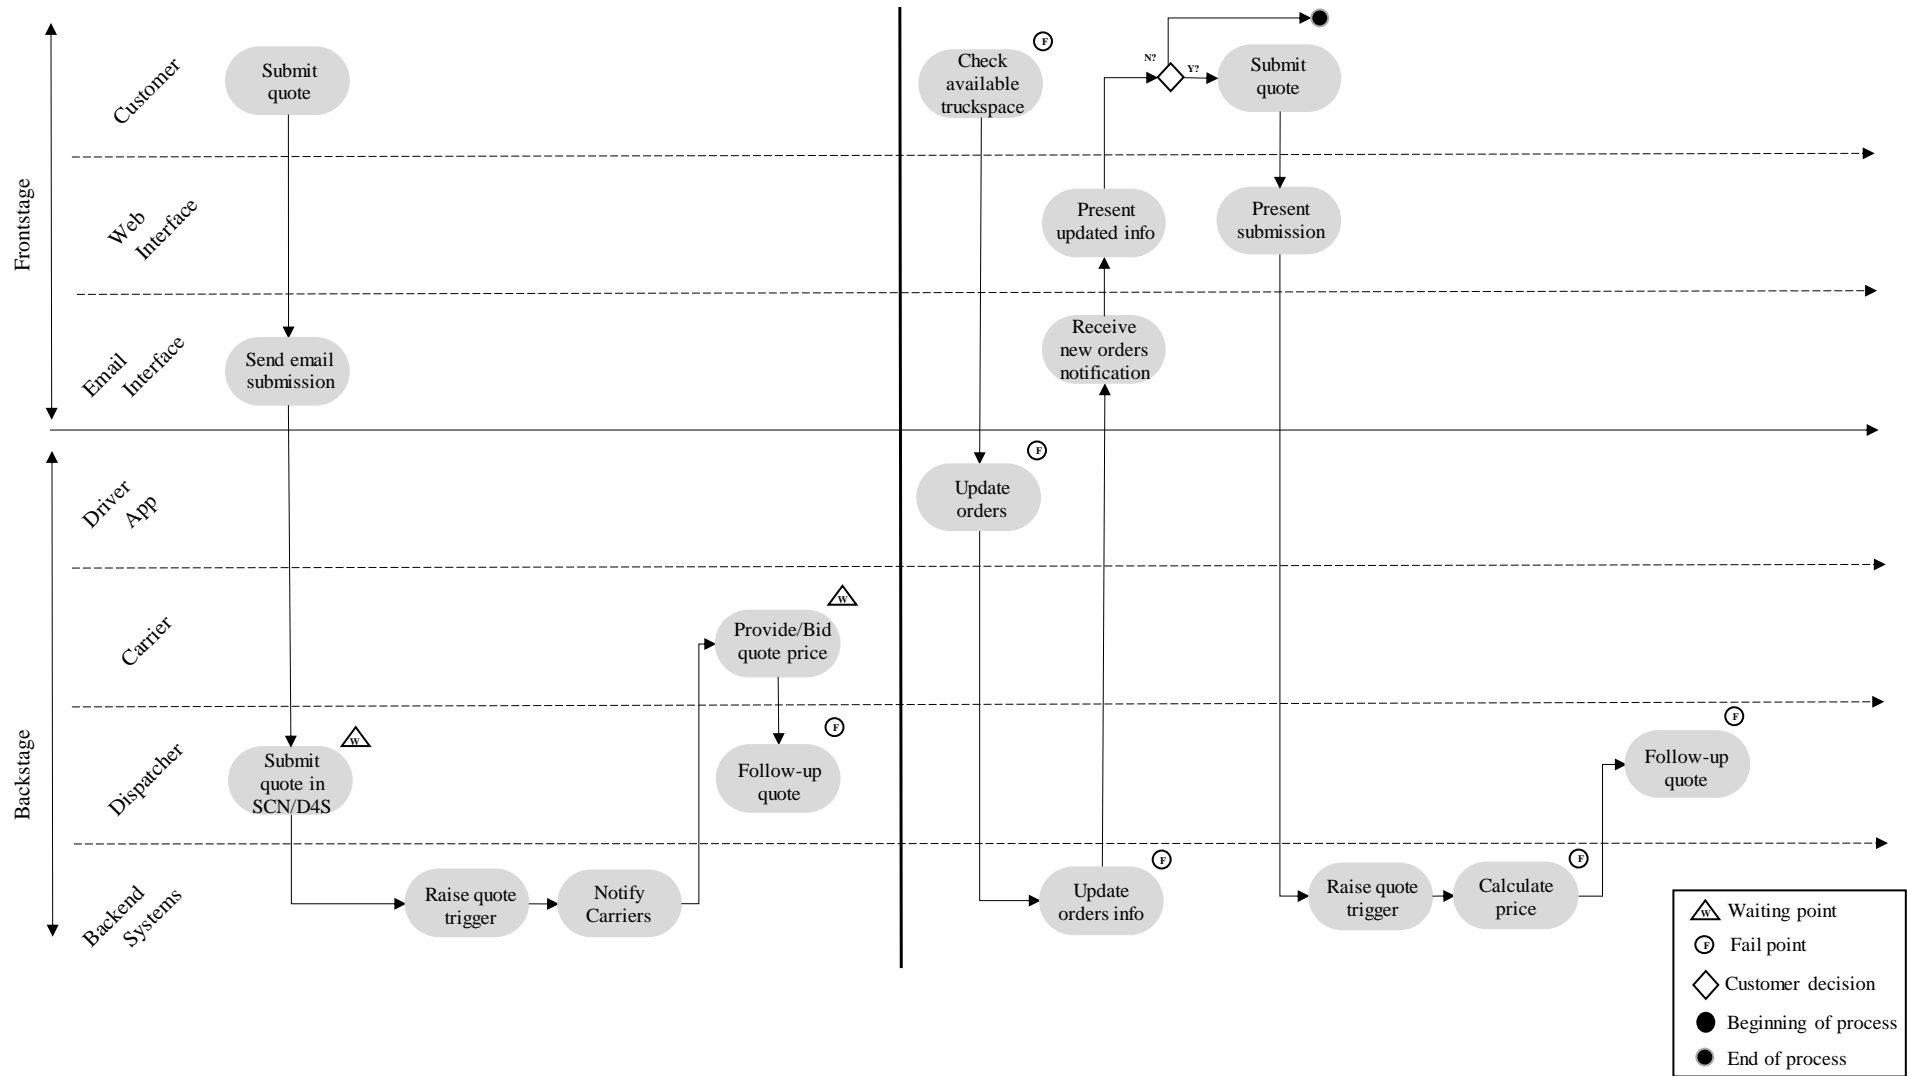 Frontstage
Customer
Submit
quote
Check
available
truckspace
F
N?
Y?
Submit
quote
Web
Interface
Present
updated info
Present
submission
Email
Interface
Send email
submission
Receive
new orders
notification
Backstage
Driver
App
Update
orders
F
Carrier
Provide/Bid
quote price
W
Dispatcher
Submit
quote in
SCN/D4S
W
Follow-up
quote
F
Follow-up
quote
F
Backend
Systems
Raise quote
trigger
Notify
Carriers
Update
orders info
F
Raise quote
trigger
Calculate
price
F
W Waiting point
F Fail point
Customer decision
Beginning of process
End of process